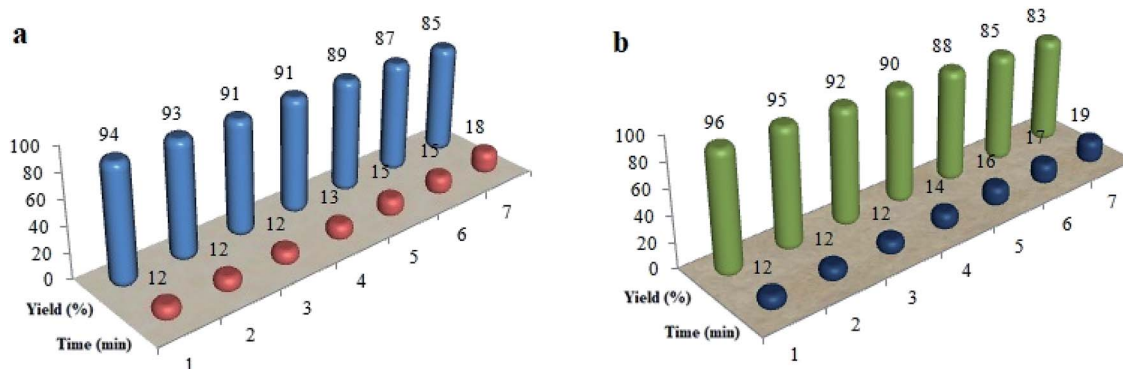 a
94 93 91 91 89 87 85
100
80
60
40
20
0
12 12 12 13 15 15 18
Yield (%)
Time (min)
1 2 3 4 5 6 7
b
96 95 92 90 88 85 83
100
80
60
40
20
0
12 12 12 14 16 17 19
Yield (%)
Time (min)
1 2 3 4 5 6 7